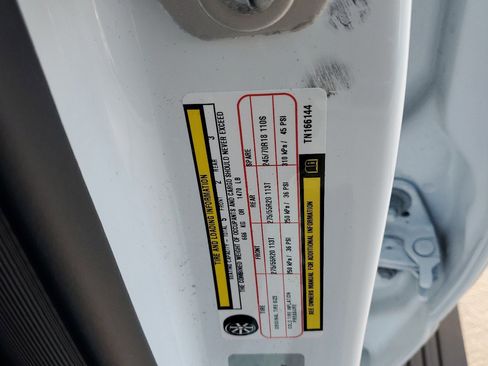 TIRE AND LOADING INFORMATION
SEATING CAPACITY - TOTAL 5 FRONT 2 REAR 3
THE COMBINED WEIGHT OF OCCUPANTS AND CARGO SHOULD NEVER EXCEED
666 KG OR 1470 LB
TIRE FRONT REAR SPARE
ORIGINAL TIRE SIZE 275/55R20 113T 275/55R20 113T 245/70R18 110S
COLD TIRE INFLATION PRESSURE 250 kPa / 36 PSI 250 kPa / 36 PSI 310 kPa / 45 PSI
SEE OWNERS MANUAL FOR ADDITIONAL INFORMATION
TN166144